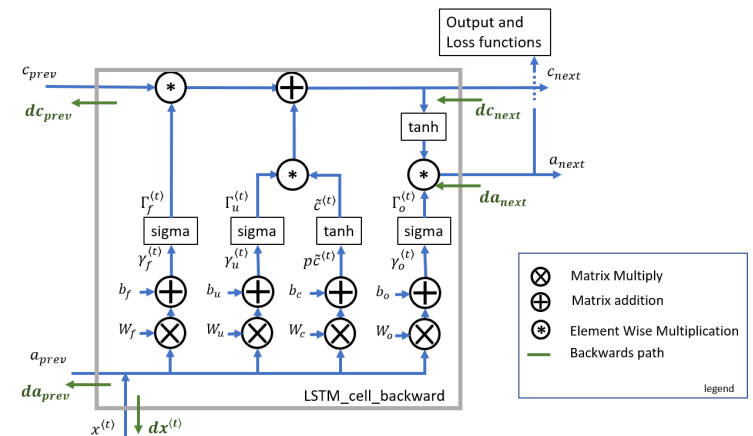 Output and
Loss functions
c_prev
c_next
dc_prev
dc_next
tanh
a_next
da_next
Γ_f^⟨t⟩
Γ_u^⟨t⟩
c̃^⟨t⟩
Γ_o^⟨t⟩
sigma
sigma
tanh
sigma
γ_f^⟨t⟩
γ_u^⟨t⟩
pc̃^⟨t⟩
γ_o^⟨t⟩
b_f
b_u
b_c
b_o
W_f
W_u
W_c
W_o
a_prev
da_prev
LSTM_cell_backward
x^⟨t⟩
dx^⟨t⟩
Matrix Multiply
Matrix addition
Element Wise Multiplication
Backwards path
legend